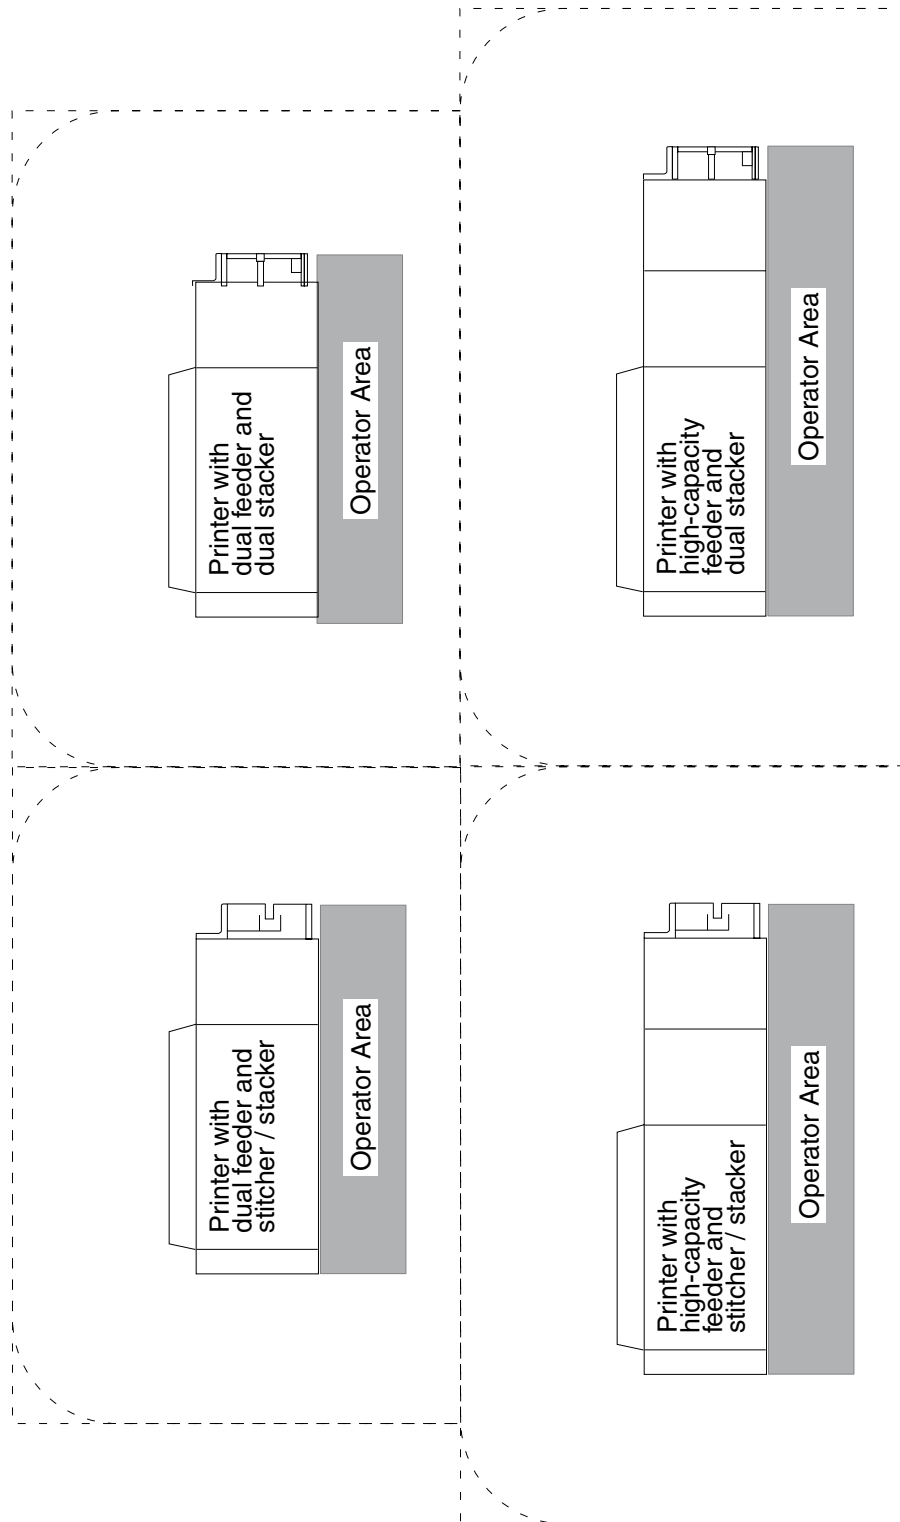 Printer with
dual feeder and
dual stacker
Operator Area
Printer with
high-capacity
feeder and
dual stacker
Operator Area
Printer with
dual feeder and
stitcher / stacker
Operator Area
Printer with
high-capacity
feeder and
stitcher / stacker
Operator Area